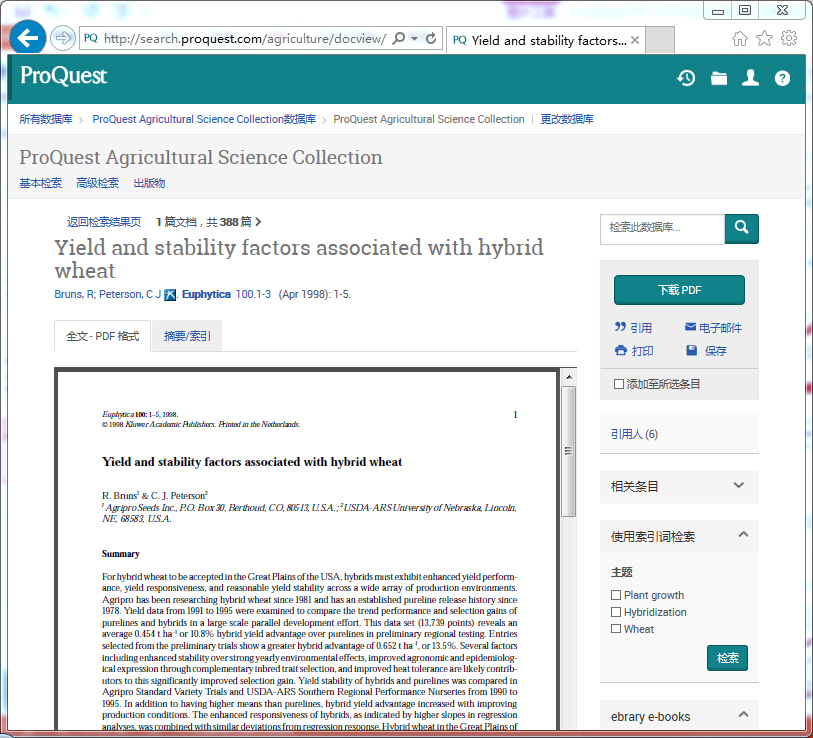 PQ http://search.proquest.com/agriculture/docview/
PQ Yield and stability factors...
ProQuest
所有数据库 > ProQuest Agricultural Science Collection数据库 > ProQuest Agricultural Science Collection | 更改数据库
ProQuest Agricultural Science Collection
基本检索 高级检索 出版物
返回检索结果页 1 篇文档，共 388 篇
Yield and stability factors associated with hybrid
wheat
Bruns, R; Peterson, C J. Euphytica 100.1-3 (Apr 1998): 1-5.
全文 - PDF 格式 摘要/索引
Euphytica 100: 1–5, 1998. 1
© 1998 Kluwer Academic Publishers. Printed in the Netherlands.
Yield and stability factors associated with hybrid wheat
R. Bruns1 & C. J. Peterson2
1 Agripro Seeds Inc., P.O. Box 30, Berthoud, CO, 80513, U.S.A.; 2 USDA-ARS University of Nebraska, Lincoln,
NE, 68583, U.S.A.
Summary
For hybrid wheat to be accepted in the Great Plains of the USA, hybrids must exhibit enhanced yield perform-
ance, yield responsiveness, and reasonable yield stability across a wide array of production environments.
Agripro has been researching hybrid wheat since 1981 and has an established pureline release history since
1978. Yield data from 1991 to 1995 were examined to compare the trend performance and selection gains of
purelines and hybrids in a large scale parallel development effort. This data set (13,739 points) reveals an
average 0.454 t ha-1 or 10.8% hybrid yield advantage over purelines in preliminary regional testing. Entries
selected from the preliminary trials show a greater hybrid advantage of 0.652 t ha-1, or 13.5%. Several factors
including enhanced stability over strong yearly environmental effects, improved agronomic and epidemiolog-
ical expression through complementary inbred trait selection, and improved heat tolerance are likely contrib-
utors to this significantly improved selection gain. Yield stability of hybrids and purelines was compared in
Agripro Standard Variety Trials and USDA-ARS Southern Regional Performance Nurseries from 1990 to
1995. In addition to having higher means than purelines, hybrid yield advantage increased with improving
production conditions. The enhanced responsiveness of hybrids, as indicated by higher slopes in regression
analyses, was combined with similar deviations from regression response. Hybrid wheat in the Great Plains of
检索此数据库...
下载 PDF
引用 电子邮件
打印 保存
添加至所选条目
引用人 (6)
相关条目
使用索引词检索
主题
Plant growth
Hybridization
Wheat
检索
ebrary e-books